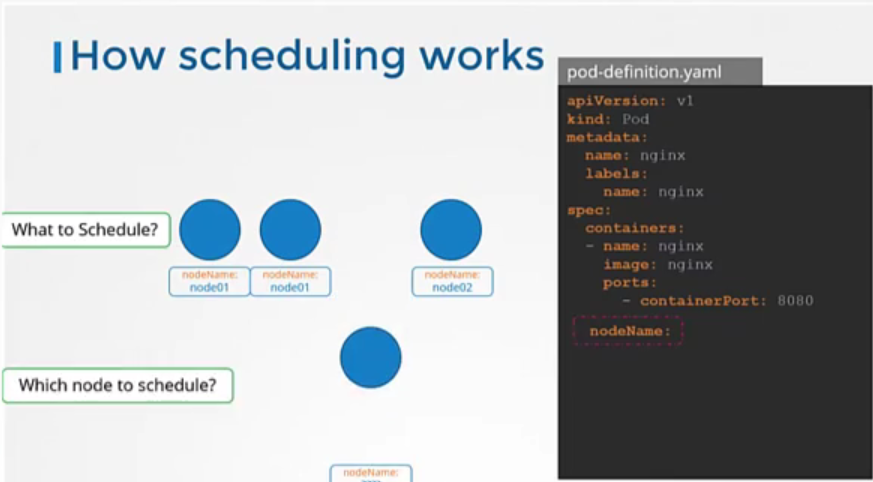 How scheduling works
pod-definition.yaml
apiVersion: v1
kind: Pod
metadata:
  name: nginx
  labels:
    name: nginx
spec:
  containers:
  - name: nginx
    image: nginx
    ports:
      - containerPort: 8080
  nodeName:
What to Schedule?
nodeName:
node01
nodeName:
node01
nodeName:
node02
Which node to schedule?
nodeName: